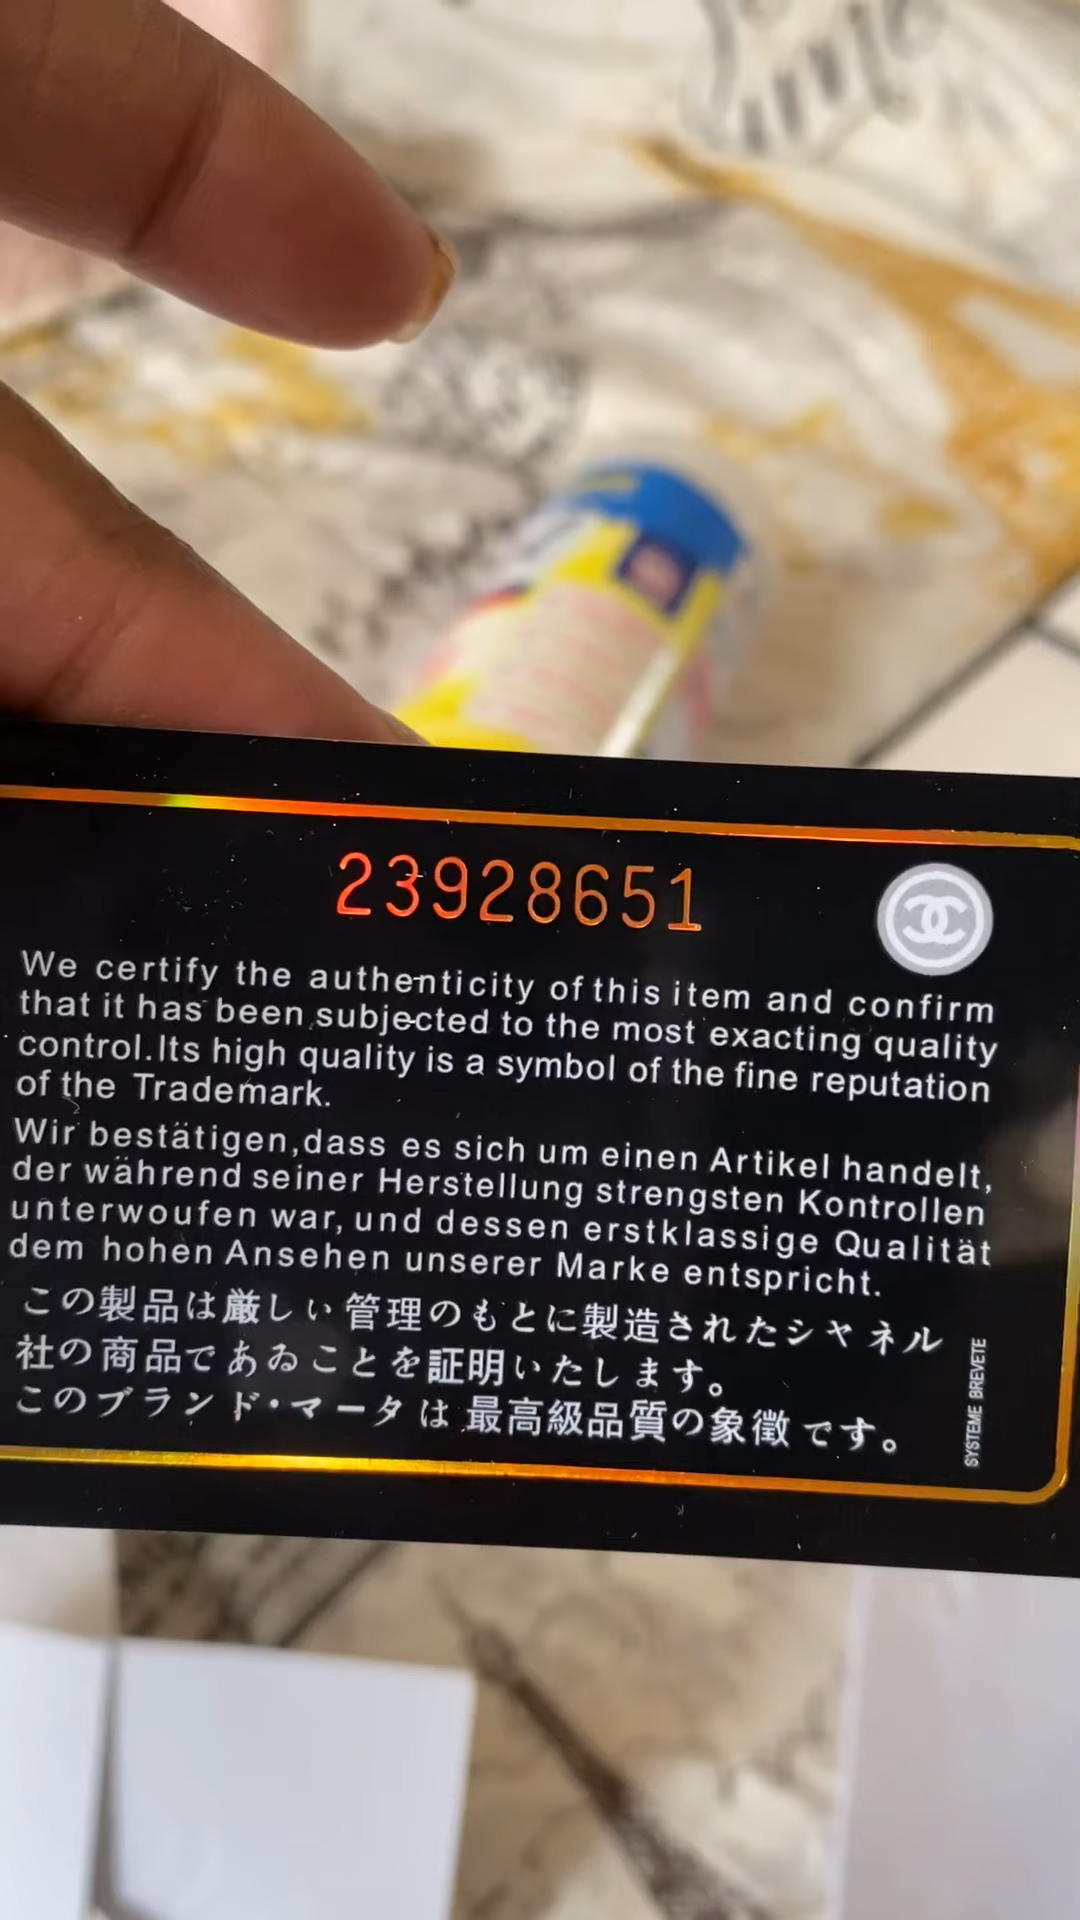 23928651
We certify the authenticity of this item and confirm
that it has been subjected to the most exacting quality
control.Its high quality is a symbol of the fine reputation
of the Trademark.
Wir bestätigen,dass es sich um einen Artikel handelt,
der während seiner Herstellung strengsten Kontrollen
unterwoufen war, und dessen erstklassige Qualität
dem hohen Ansehen unserer Marke entspricht.
この製品は厳しい管理のもとに製造されたシヤネル
社の商品であゐことを証明いたします。
このブランド・マータは最高級品質の象徴です。
SYSTEME BREVETE